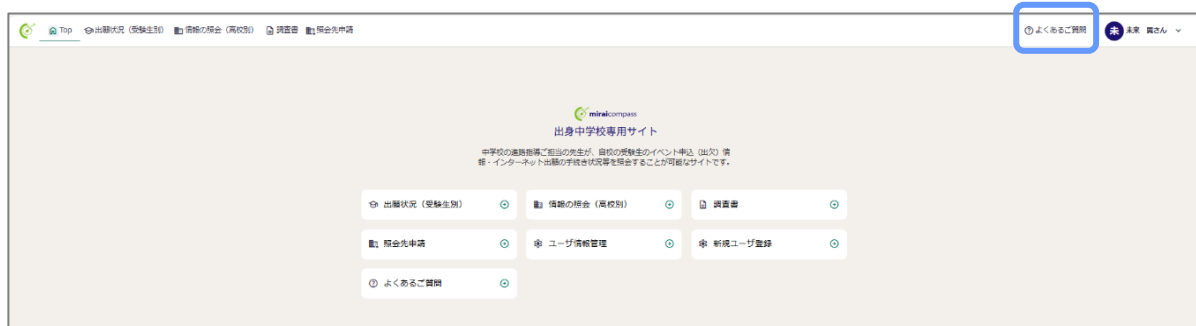 Top 出願状況（受験生別） 情報の照会（高校別） 調査書 照会先申請 よくあるご質問 未 未来 貢さん
miraicompass
出身中学校専用サイト
中学校の進路指導ご担当の先生が、自校の受験生のイベント申込（出欠）情
報・インターネット出願の手続き状況等を照会することが可能なサイトです。
出願状況（受験生別） 情報の照会（高校別） 調査書
照会先申請 ユーザ情報管理 新規ユーザ登録
よくあるご質問